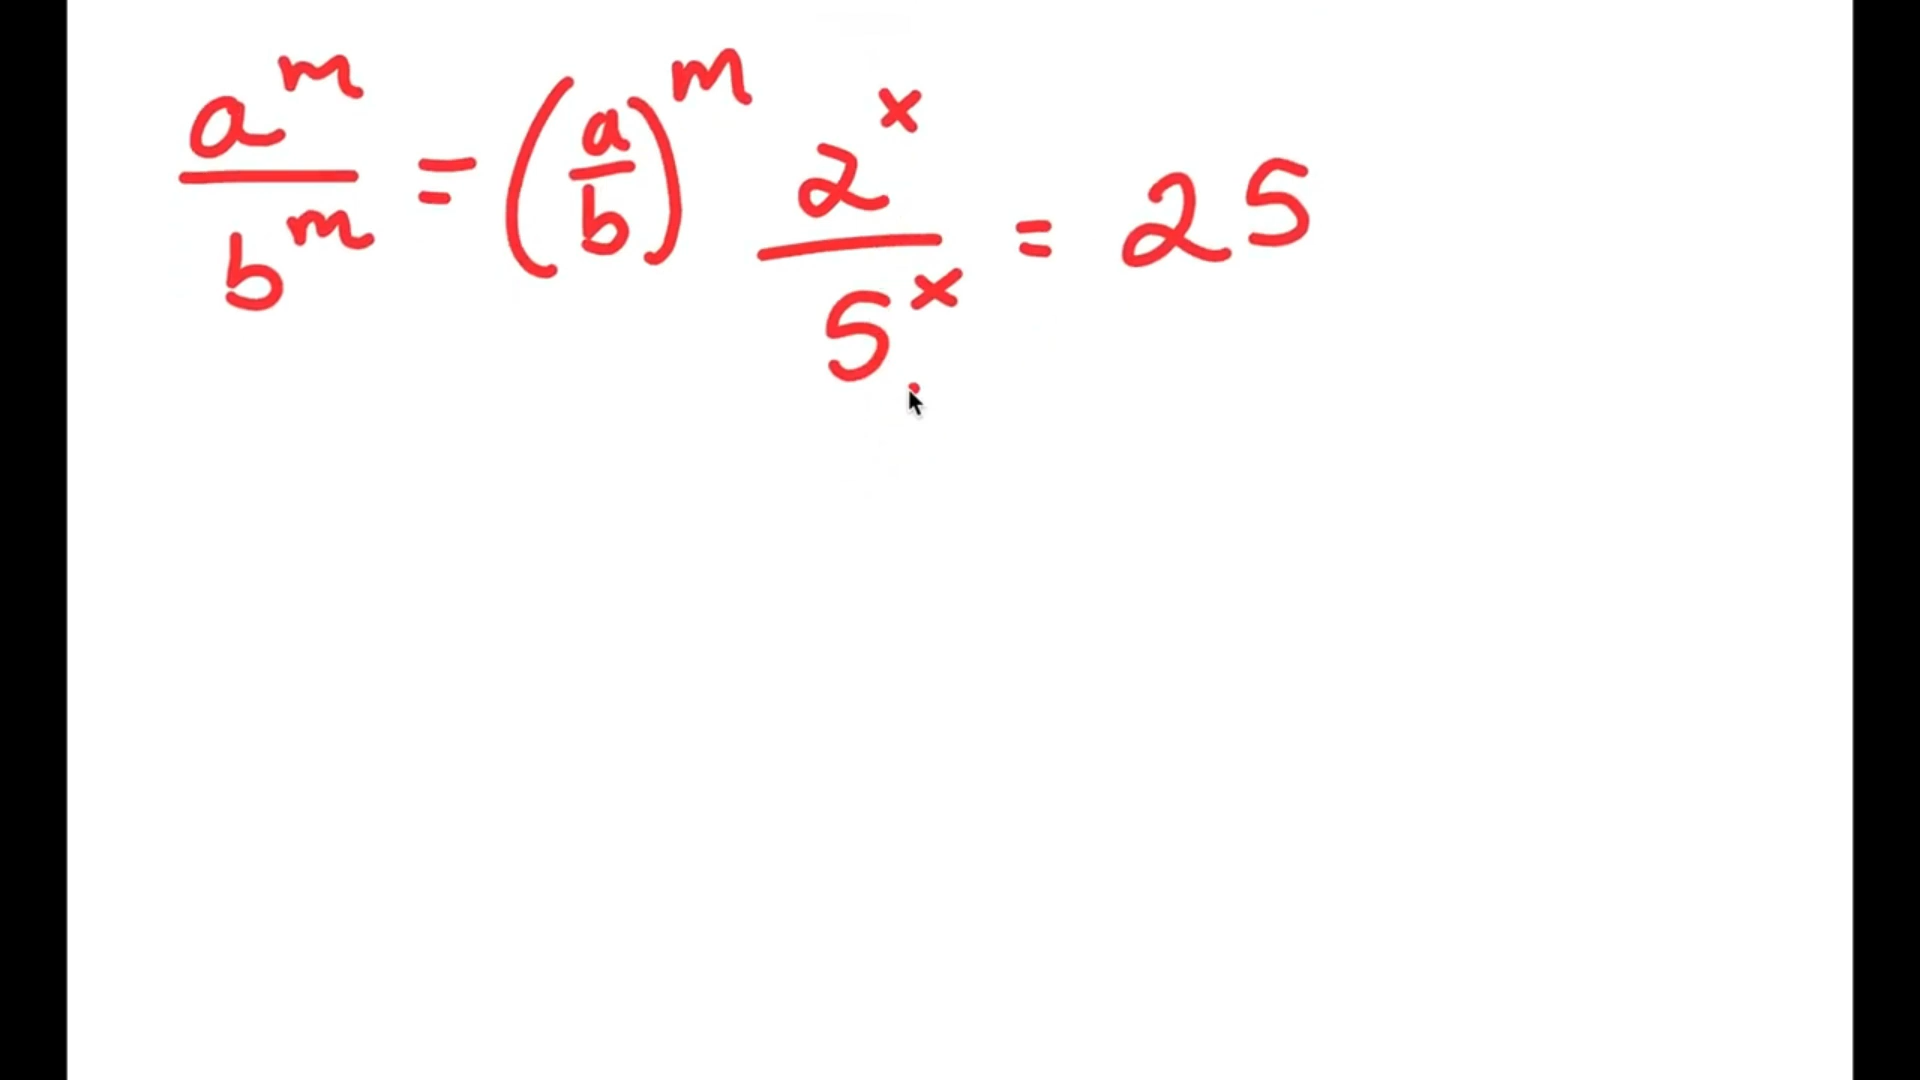 a^m/b^m = (a/b)^m 2^x/5^x = 25